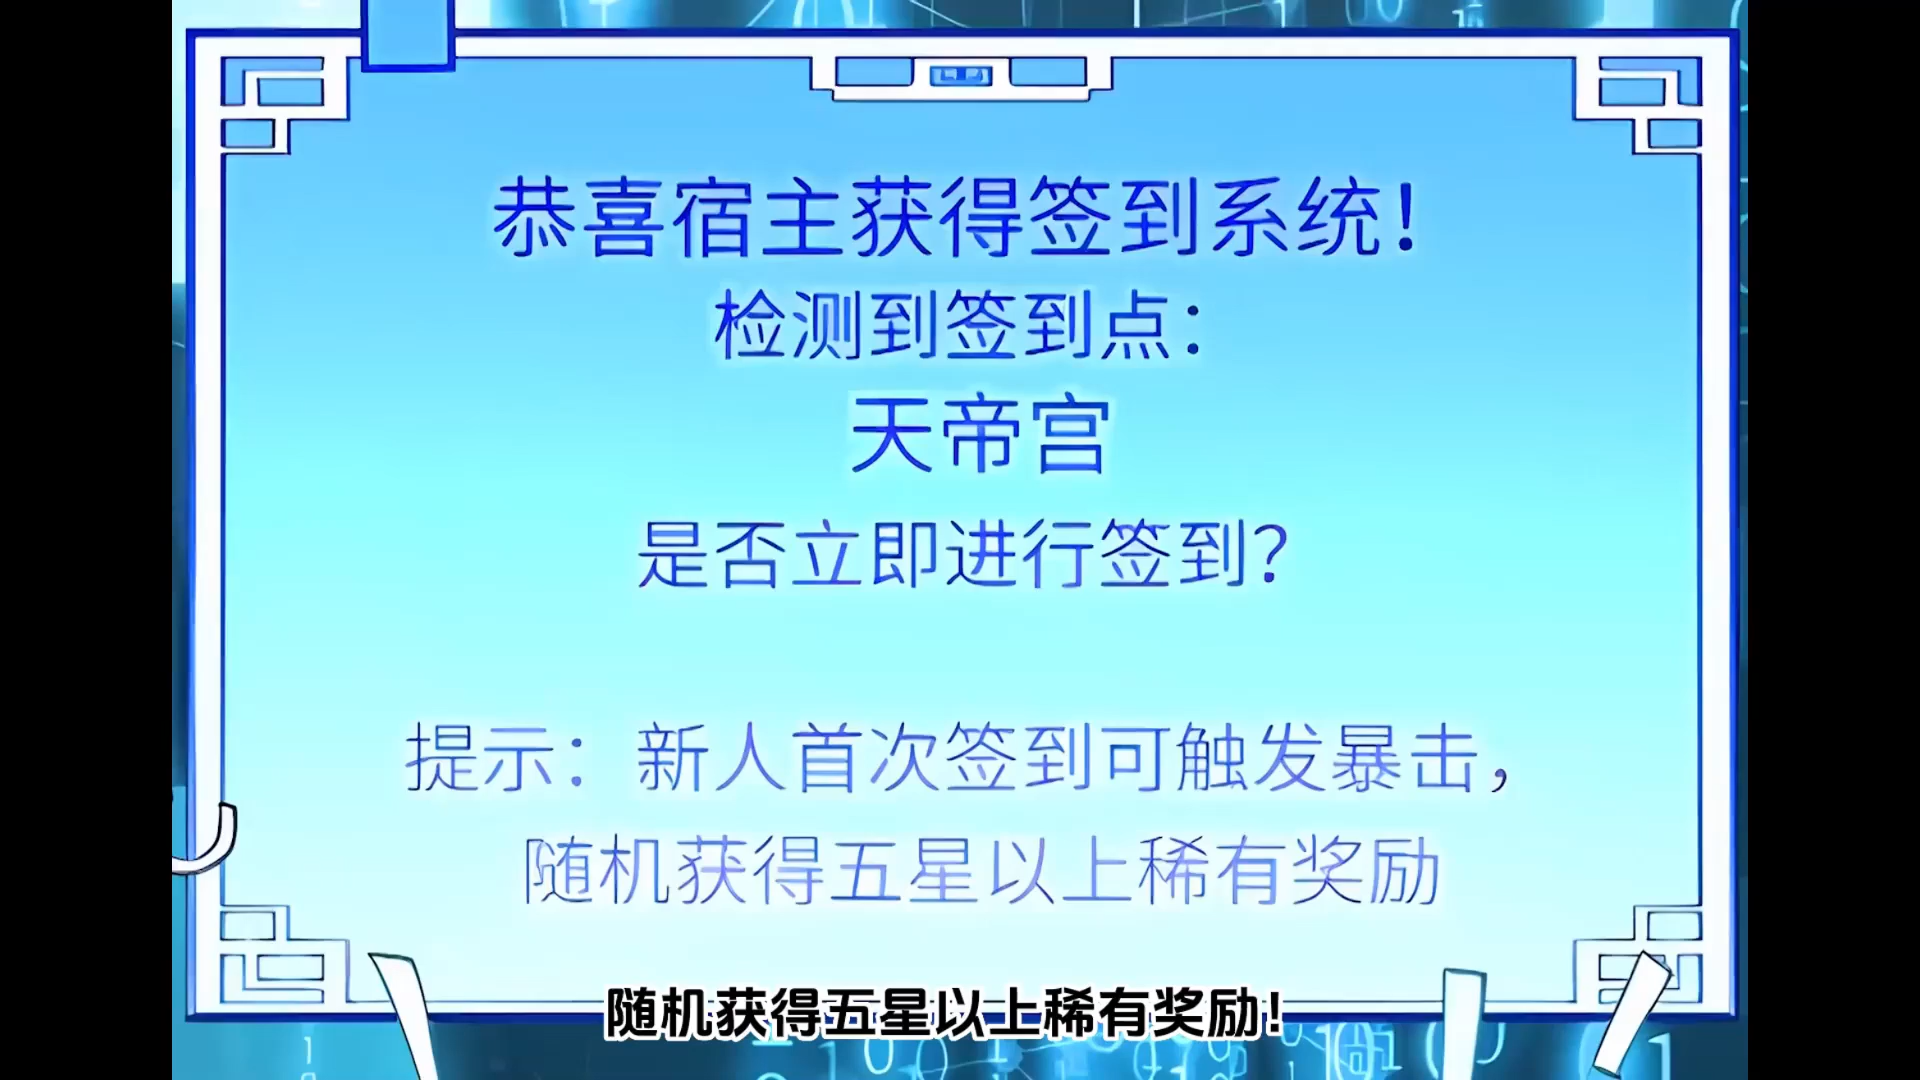 恭喜宿主获得签到系统！
检测到签到点：
天帝宫
是否立即进行签到？
提示：新人首次签到可触发暴击，
随机获得五星以上稀有奖励
随机获得五星以上稀有奖励！